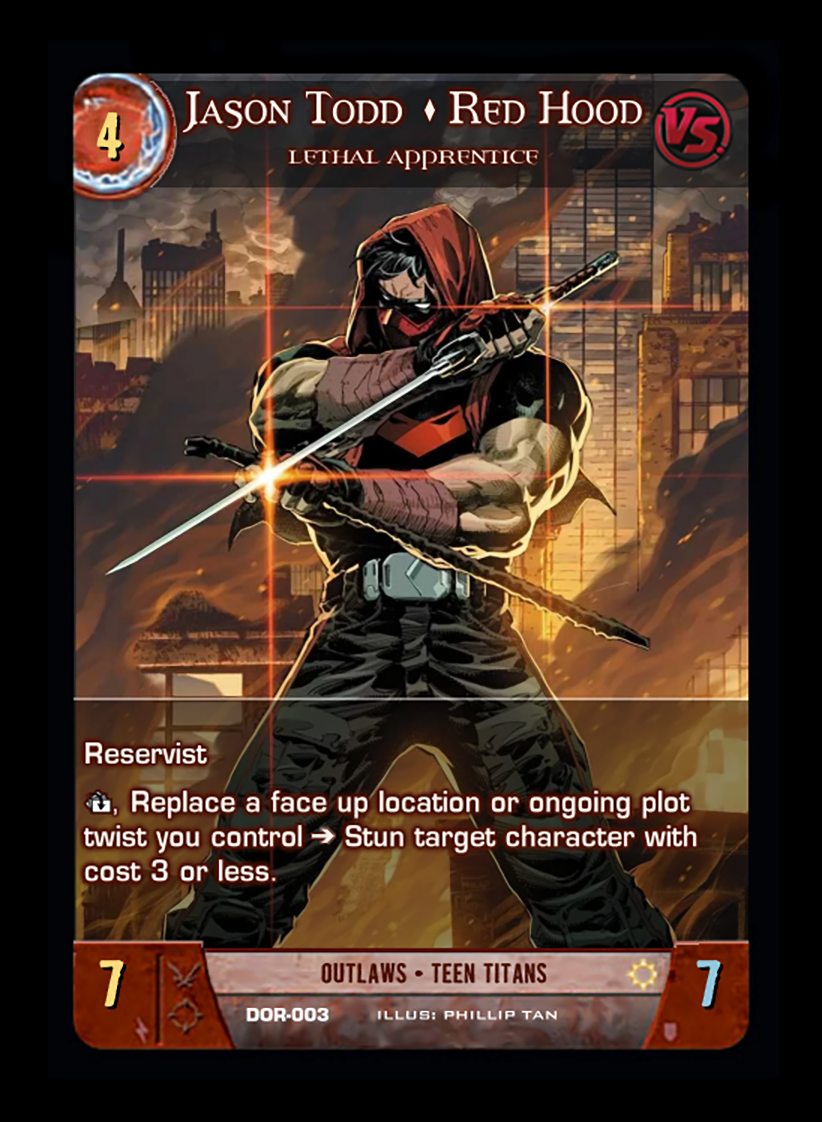 4
JASON TODD ♦ RED HOOD
VS.
LETHAL APPRENTICE
Reservist
, Replace a face up location or ongoing plot
twist you control ➔ Stun target character with
cost 3 or less.
7
OUTLAWS • TEEN TITANS
7
DOR-003 ILLUS: PHILLIP TAN